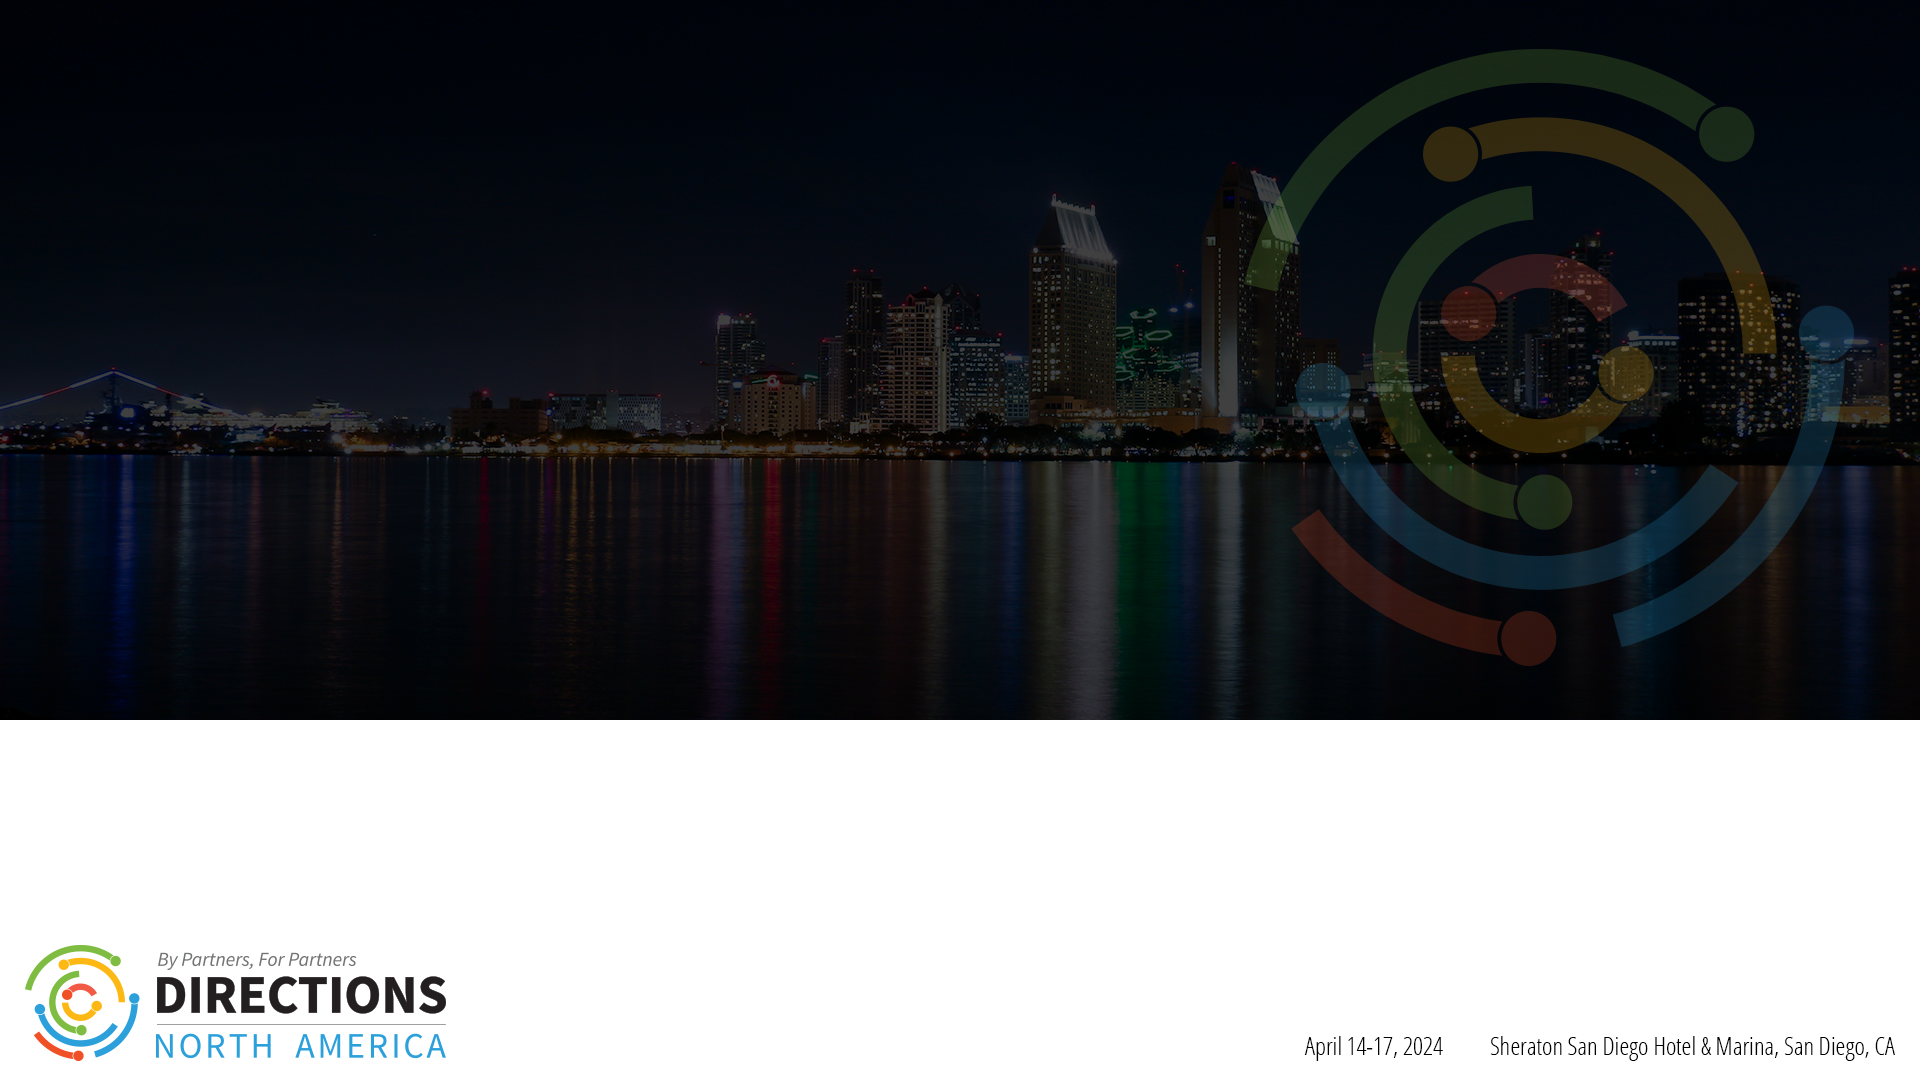 By Partners, For Partners
DIRECTIONS
NORTH AMERICA
April 14-17, 2024 Sheraton San Diego Hotel & Marina, San Diego, CA